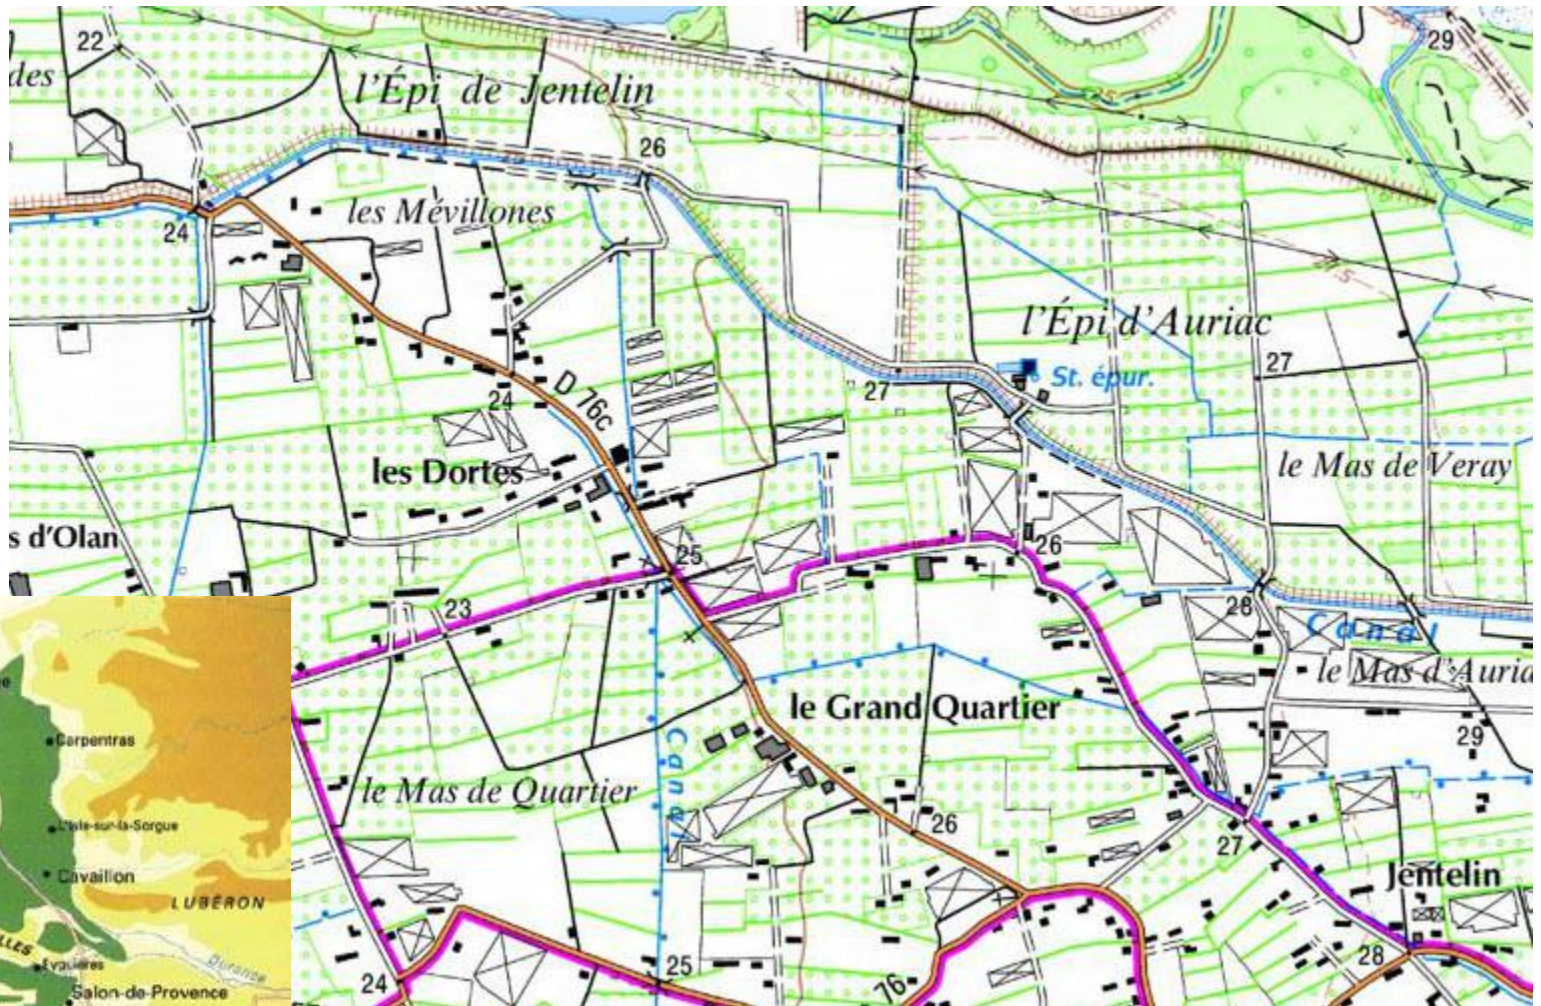 22
29
des
l'Épi de Jentelin
26
les Mévillones
24
l'Épi d'Auriac
27
St. épur.
27
24
D 76c
les Dortes
le Mas de Veray
s d'Olan
25
26
23
26
Canal
le Mas d'Auria
le Grand Quartier
29
Canal
Carpentras
le Mas de Quartier
L'Isle-sur-la-Sorgue
26
27
Cavaillon
Jentelin
LUBÉRON
LLES
Eyguières
Durance
24
25
76
28
Salon-de-Provence